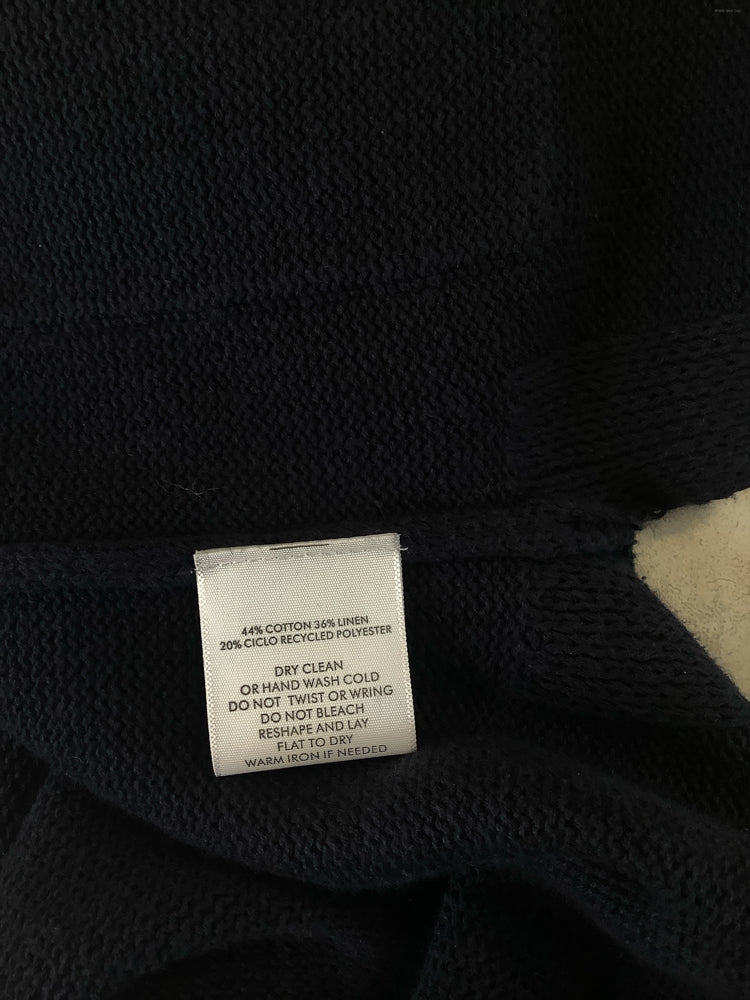 44% COTTON 36% LINEN
20% CICLO RECYCLED POLYESTER
DRY CLEAN
OR HAND WASH COLD
DO NOT TWIST OR WRING
DO NOT BLEACH
RESHAPE AND LAY
FLAT TO DRY
WARM IRON IF NEEDED